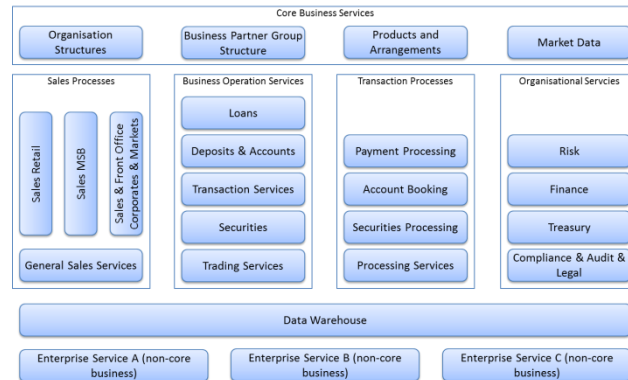 Core Business Services
Organisation
Structures
Business Partner Group
Structure
Products and
Arrangements
Market Data
Sales Processes
Sales Retail
Sales MSB
Sales & Front Office
Corporates & Markets
General Sales Services
Business Operation Services
Loans
Deposits & Accounts
Transaction Services
Securities
Trading Services
Transaction Processes
Payment Processing
Account Booking
Securities Processing
Processing Services
Organisational Servcies
Risk
Finance
Treasury
Compliance & Audit &
Legal
Data Warehouse
Enterprise Service A (non-core
business)
Enterprise Service B (non-core
business)
Enterprise Service C (non-core
business)